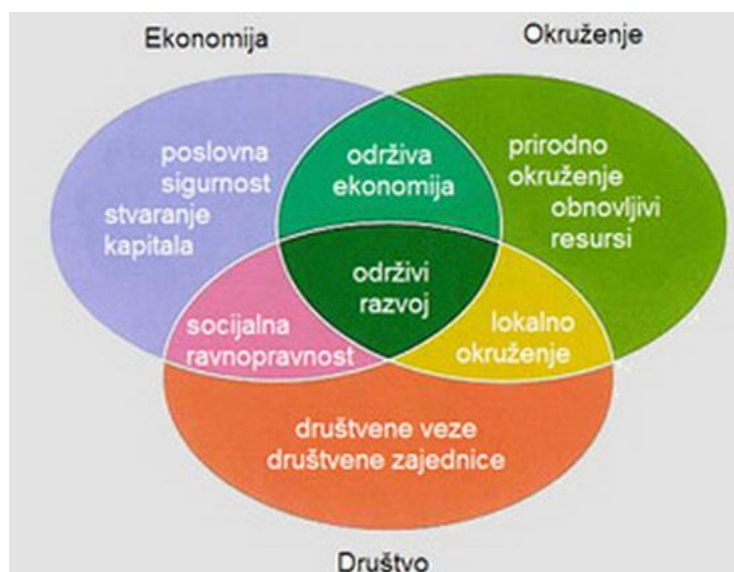 Ekonomija
Okruženje
poslovna
sigurnost
stvaranje
kapitala
održiva
ekonomija
prirodno
okruženje
obnovljivi
resursi
održivi
razvoj
socijalna
ravnopravnost
lokalno
okruženje
društvene veze
društvene zajednice
Društvo